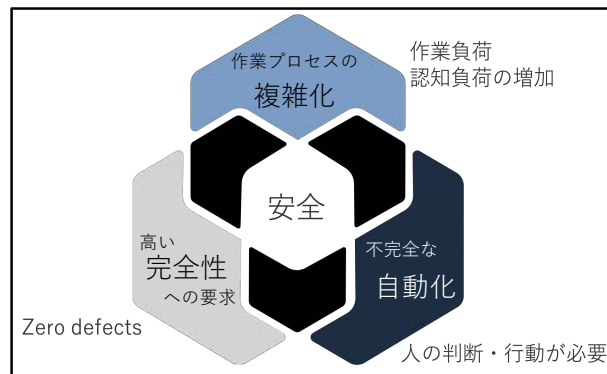 作業プロセスの
複雑化
作業負荷
認知負荷の増加
安全
高い
完全性
への要求
不完全な
自動化
Zero defects
人の判断・行動が必要